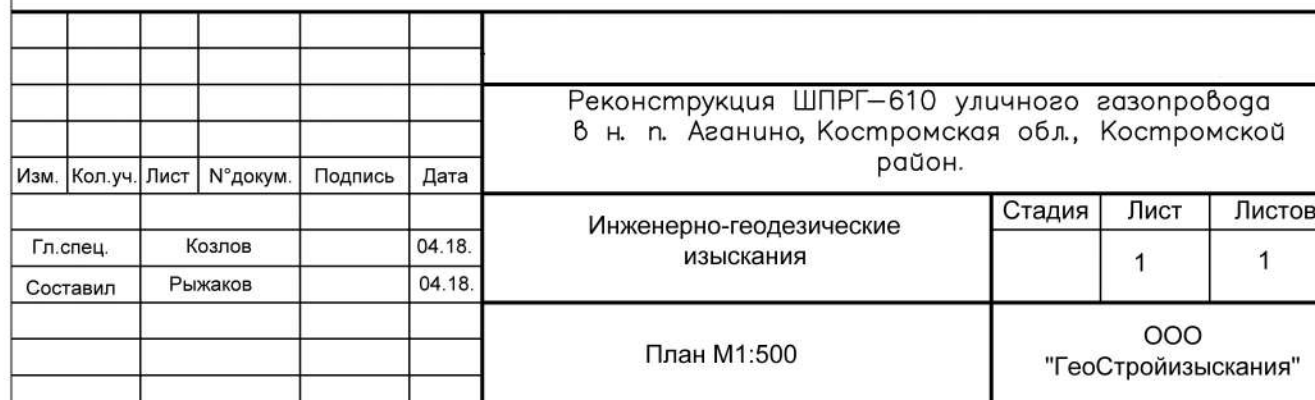 Реконструкция ШПРГ-610 уличного газопровода
в н. п. Аганино, Костромская обл., Костромской
район.
Изм. Кол.уч. Лист N°докум. Подпись Дата
Инженерно-геодезические
изыскания
Стадия Лист Листов
1 1
Гл.спец. Козлов 04.18.
Составил Рыжаков 04.18.
План М1:500
ООО
"ГеоСтройизыскания"